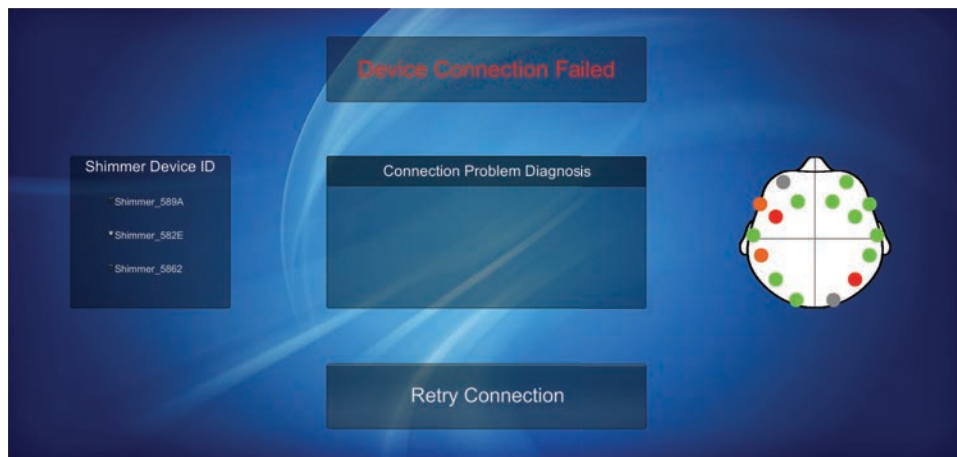 Device Connection Failed
Shimmer Device ID
Shimmer_589A
*Shimmer_582E
Shimmer_5862
Connection Problem Diagnosis
Retry Connection